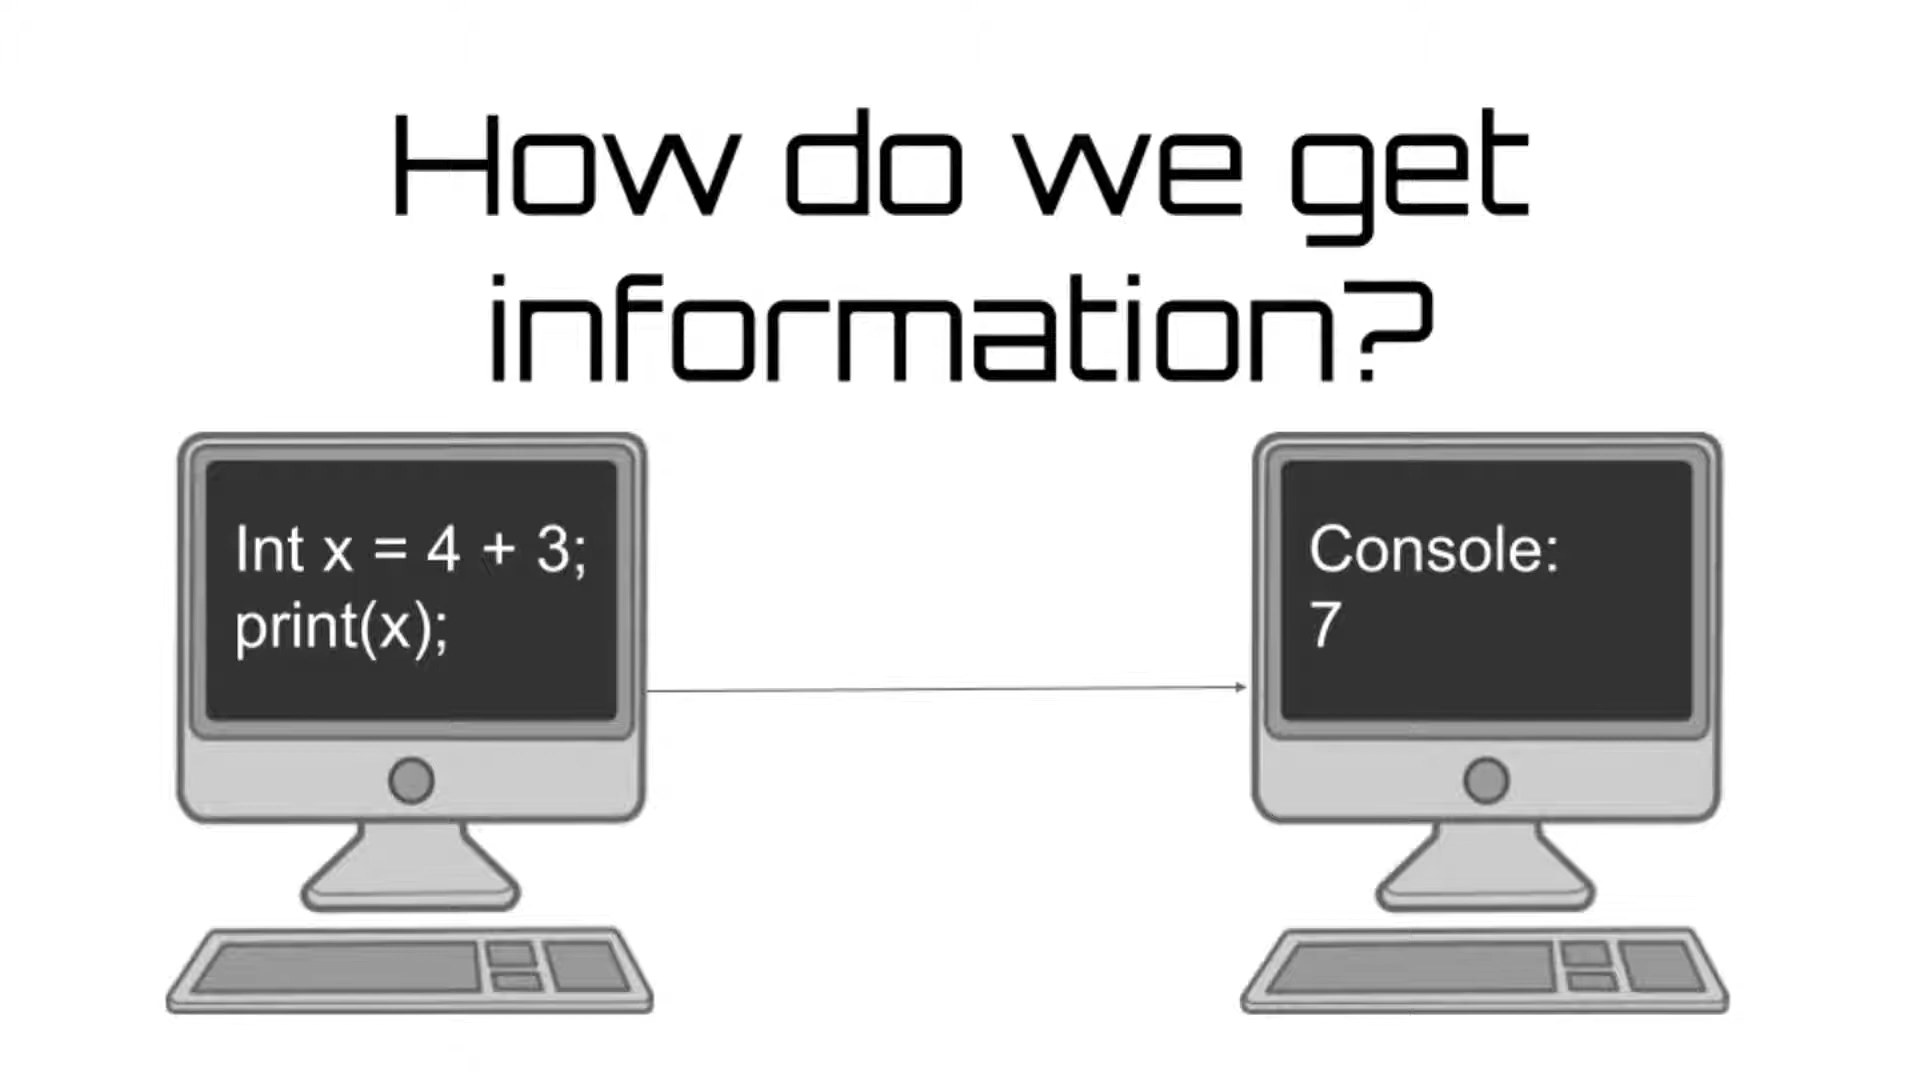 How do we get
information?
Int x = 4 + 3;
print(x);
Console:
7